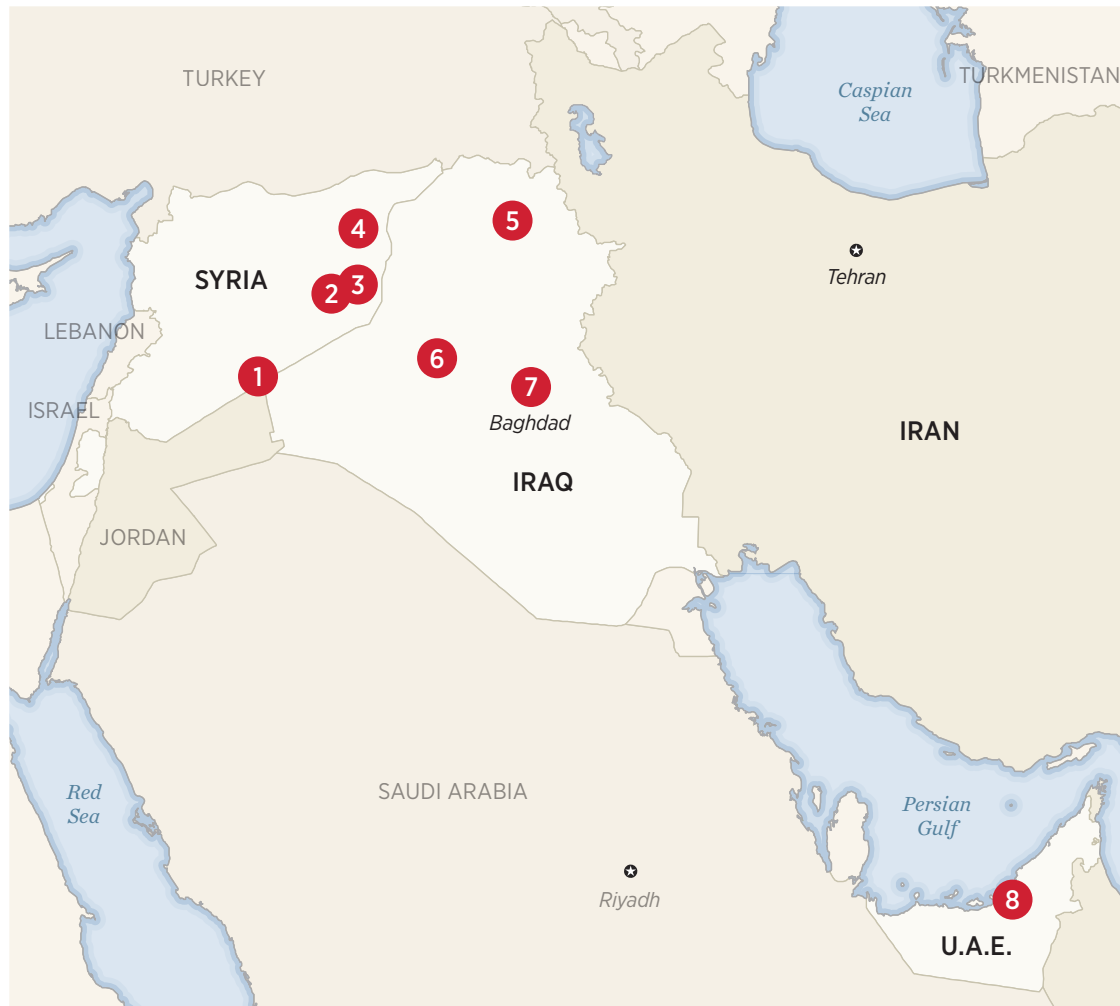 TURKEY
Caspian
Sea
TURKMENISTAN
5
4
SYRIA
Tehran
2
3
LEBANON
6
1
7
ISRAEL
Baghdad
IRAN
IRAQ
JORDAN
SAUDI ARABIA
Red
Sea
Persian
Gulf
Riyadh
8
U.A.E.